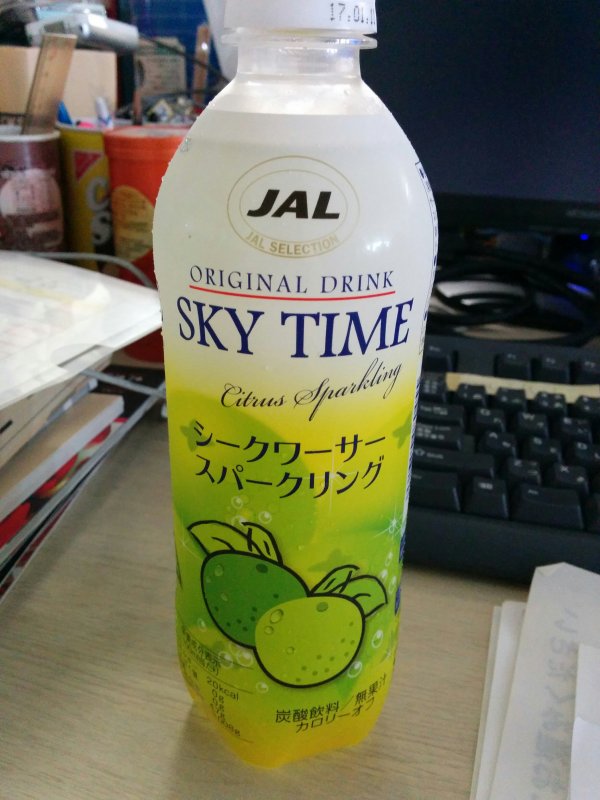 17.01.
JAL
JAL SELECTION
ORIGINAL DRINK
SKY TIME
Citrus Sparkling
シークワーサー
スパークリング
20kcal
0g
炭酸飲料／無果汁
カロリーオフ